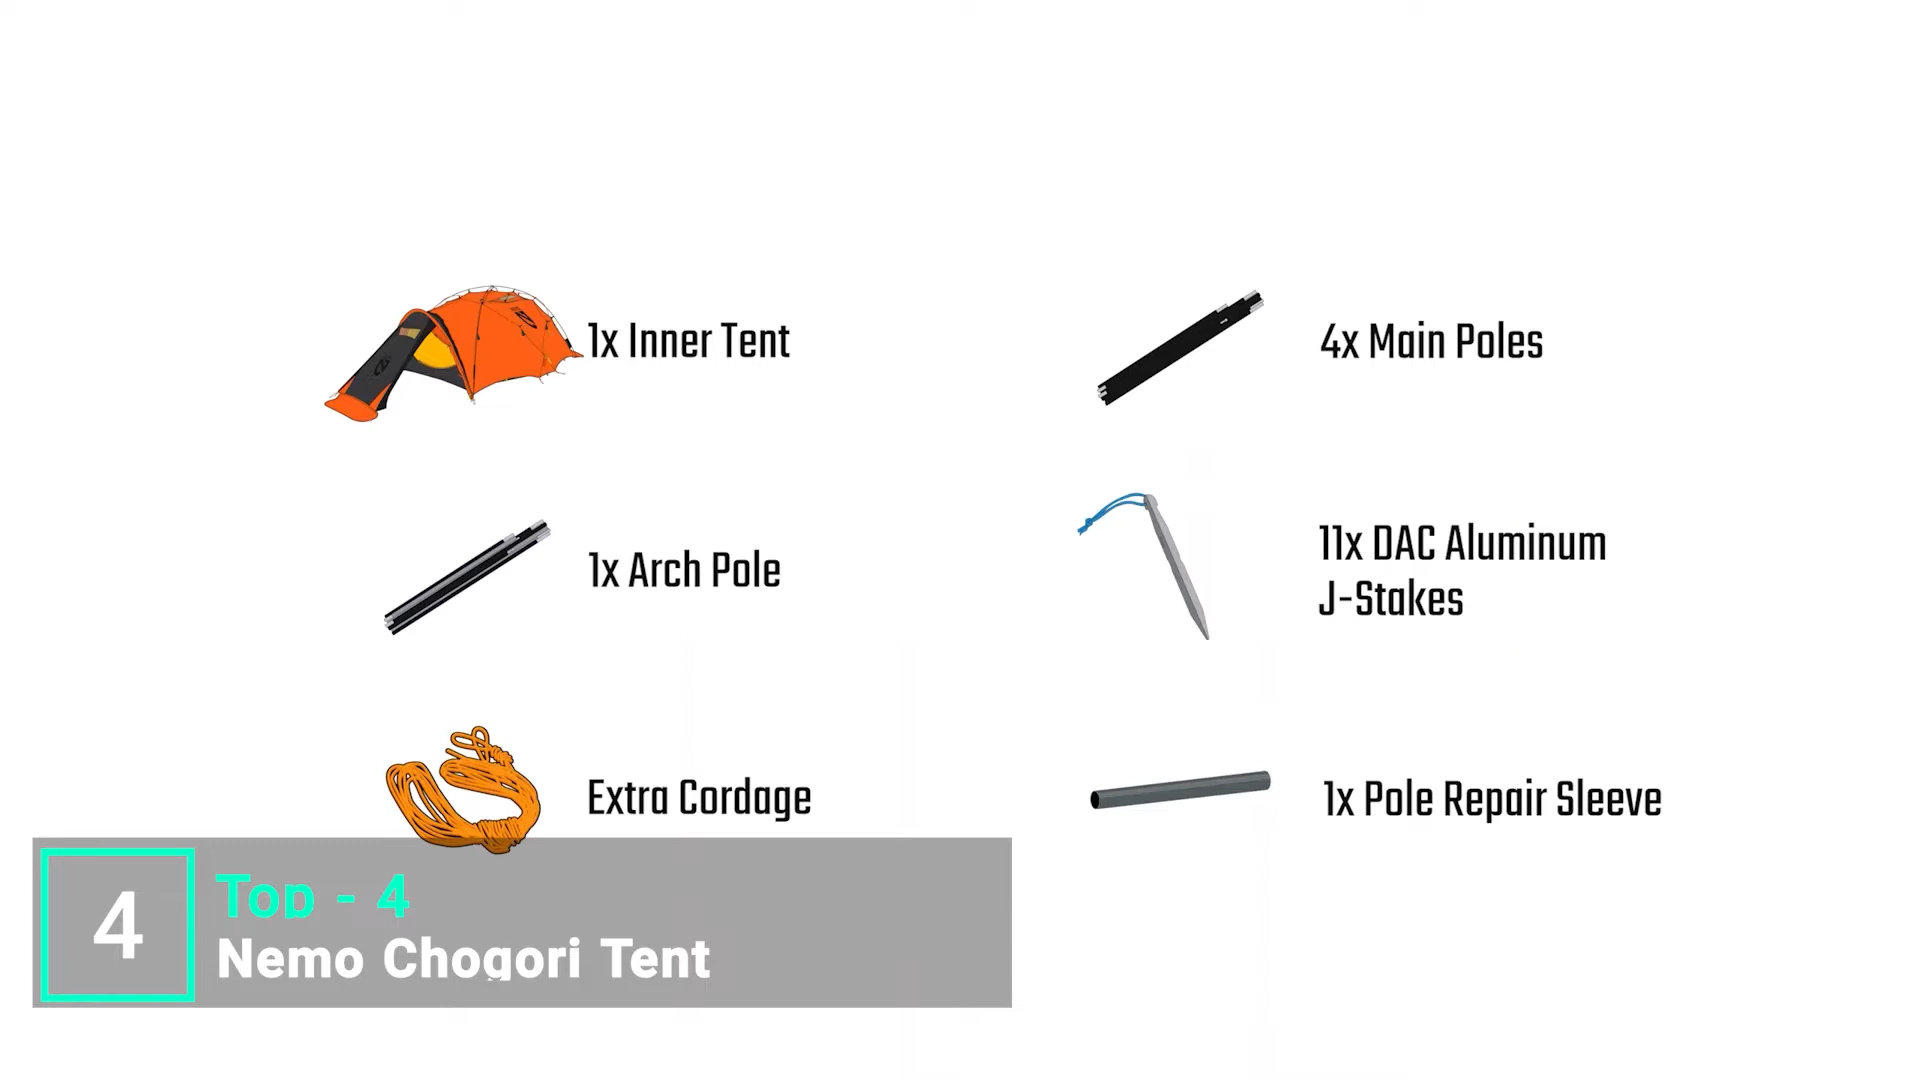 1x Inner Tent
4x Main Poles
1x Arch Pole
11x DAC Aluminum
J-Stakes
Extra Cordage
1x Pole Repair Sleeve
4
Top - 4
Nemo Chogori Tent